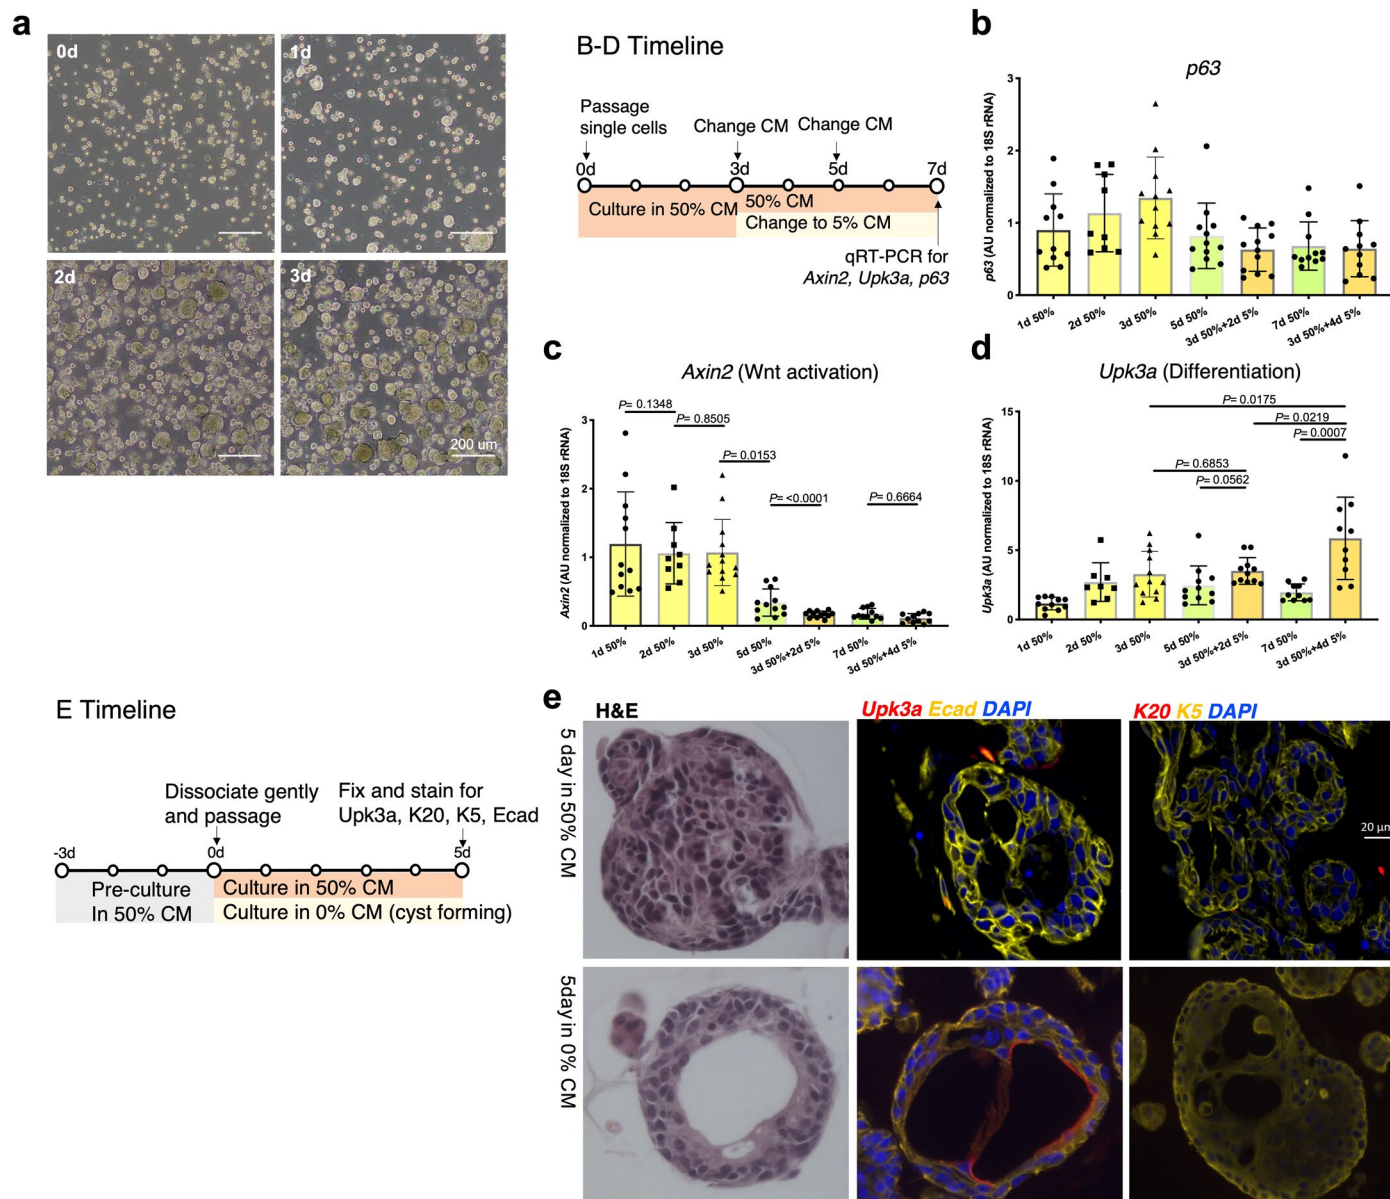 a
0d
1d
2d
3d
200 um
B-D Timeline
Passage
single cells
Change CM
Change CM
0d
3d
5d
7d
Culture in 50% CM
50% CM
Change to 5% CM
qRT-PCR for
Axin2, Upk3a, p63
b
p63
p63 (AU normalized to 18S rRNA)
3
2
1
0
1d 50%
2d 50%
3d 50%
5d 50%
3d 50%+2d 5%
7d 50%
3d 50%+4d 5%
c
Axin2 (Wnt activation)
Axin2 (AU normalized to 18S rRNA)
3
2
1
0
P= 0.1348
P= 0.8505
P= 0.0153
P= <0.0001
P= 0.6664
1d 50%
2d 50%
3d 50%
5d 50%
3d 50%+2d 5%
7d 50%
3d 50%+4d 5%
d
Upk3a (Differentiation)
Upk3a (AU normalized to 18S rRNA)
15
10
5
0
P= 0.0175
P= 0.0219
P= 0.0007
P= 0.6853
P= 0.0562
1d 50%
2d 50%
3d 50%
5d 50%
3d 50%+2d 5%
7d 50%
3d 50%+4d 5%
E Timeline
Dissociate gently
and passage
Fix and stain for
Upk3a, K20, K5, Ecad
-3d
0d
5d
Pre-culture
In 50% CM
Culture in 50% CM
Culture in 0% CM (cyst forming)
e
H&E
Upk3a Ecad DAPI
K20 K5 DAPI
5 day in 50% CM
20 µm
5day in 0% CM